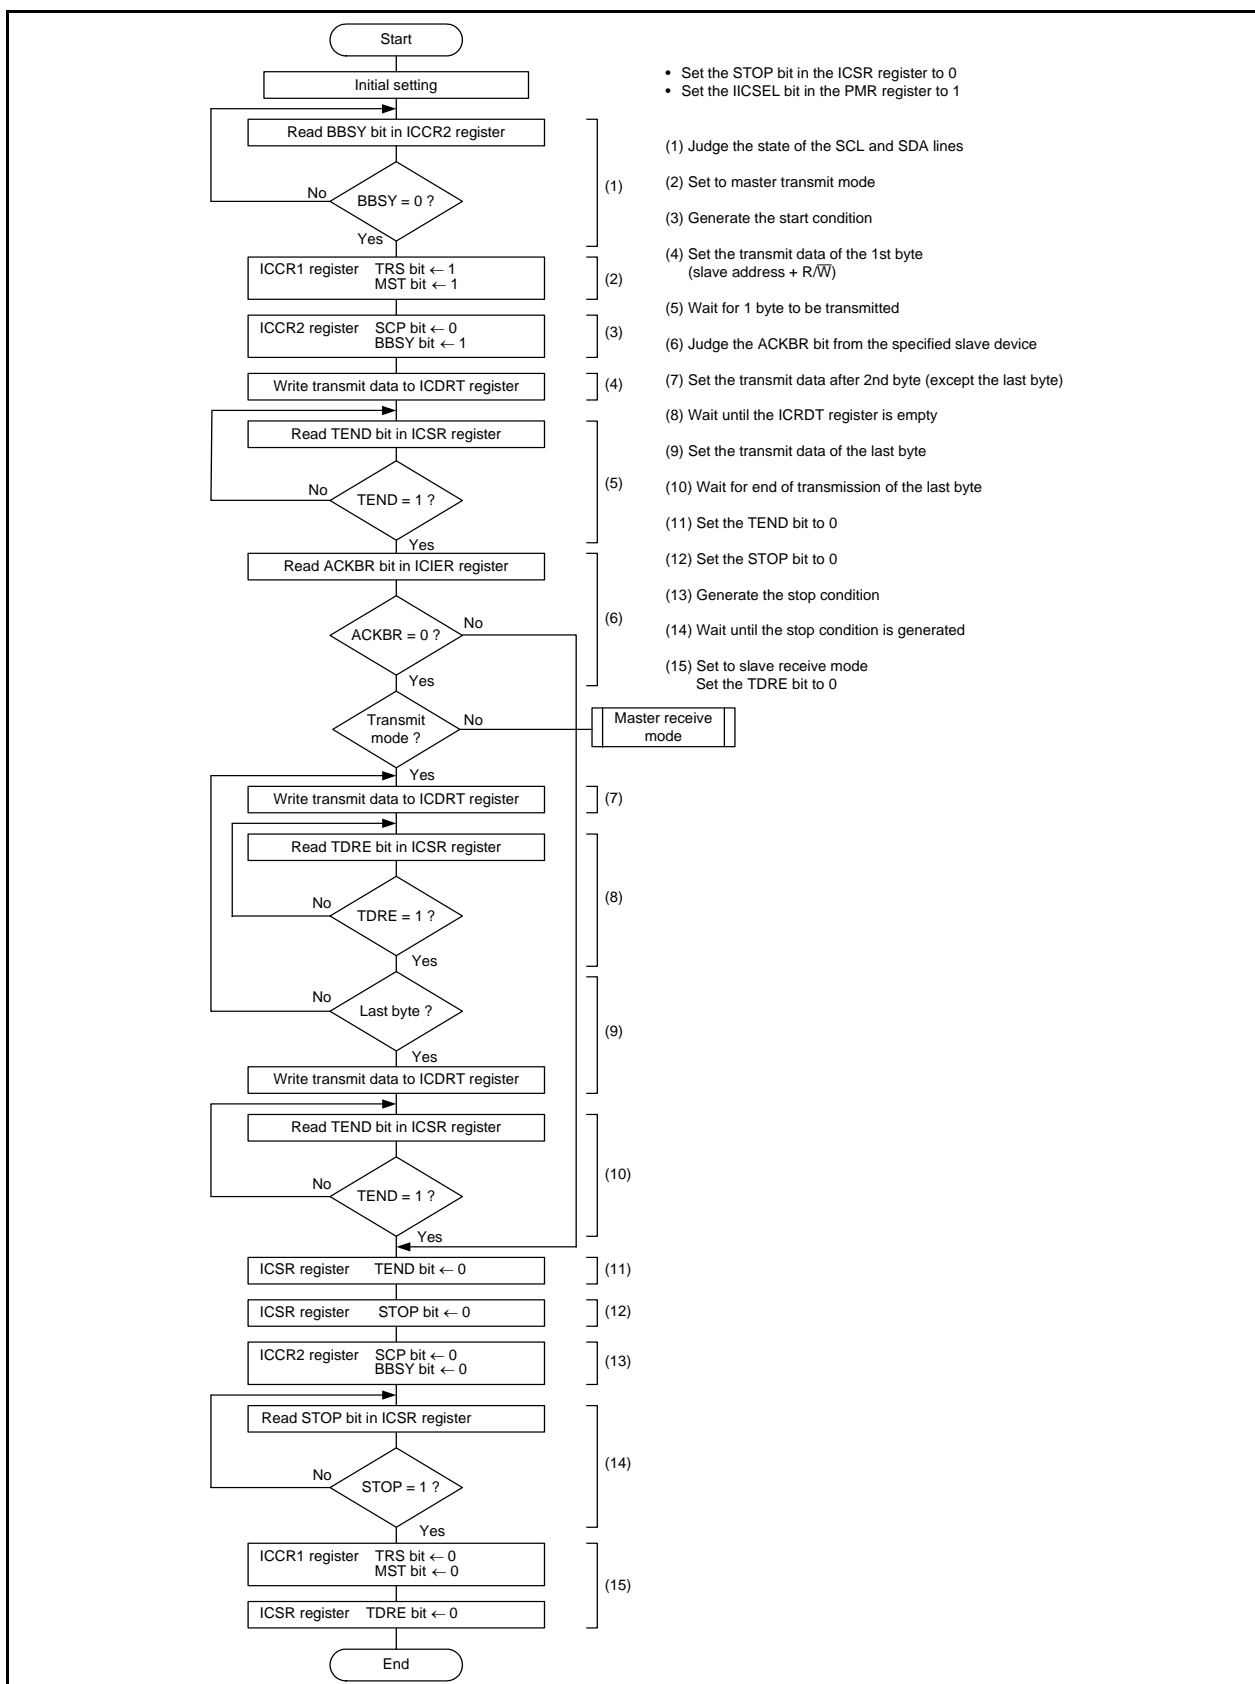 Start
Initial setting
• Set the STOP bit in the ICSR register to 0
• Set the IICSEL bit in the PMR register to 1
Read BBSY bit in ICCR2 register
BBSY = 0 ?
No
Yes
(1)
ICCR1 register TRS bit ← 1
MST bit ← 1
(2)
ICCR2 register SCP bit ← 0
BBSY bit ← 1
(3)
Write transmit data to ICDRT register
(4)
Read TEND bit in ICSR register
No
TEND = 1 ?
Yes
(5)
Read ACKBR bit in ICIER register
ACKBR = 0 ?
No
Yes
(6)
Transmit
mode ?
No
Master receive
mode
Yes
Write transmit data to ICDRT register
(7)
Read TDRE bit in ICSR register
No
TDRE = 1 ?
Yes
(8)
No
Last byte ?
Yes
(9)
Write transmit data to ICDRT register
Read TEND bit in ICSR register
No
TEND = 1 ?
Yes
(10)
ICSR register TEND bit ← 0
(11)
ICSR register STOP bit ← 0
(12)
ICCR2 register SCP bit ← 0
BBSY bit ← 0
(13)
Read STOP bit in ICSR register
No
STOP = 1 ?
Yes
(14)
ICCR1 register TRS bit ← 0
MST bit ← 0
(15)
ICSR register TDRE bit ← 0
End
(1) Judge the state of the SCL and SDA lines
(2) Set to master transmit mode
(3) Generate the start condition
(4) Set the transmit data of the 1st byte
(slave address + R/W̅)
(5) Wait for 1 byte to be transmitted
(6) Judge the ACKBR bit from the specified slave device
(7) Set the transmit data after 2nd byte (except the last byte)
(8) Wait until the ICRDT register is empty
(9) Set the transmit data of the last byte
(10) Wait for end of transmission of the last byte
(11) Set the TEND bit to 0
(12) Set the STOP bit to 0
(13) Generate the stop condition
(14) Wait until the stop condition is generated
(15) Set to slave receive mode
Set the TDRE bit to 0